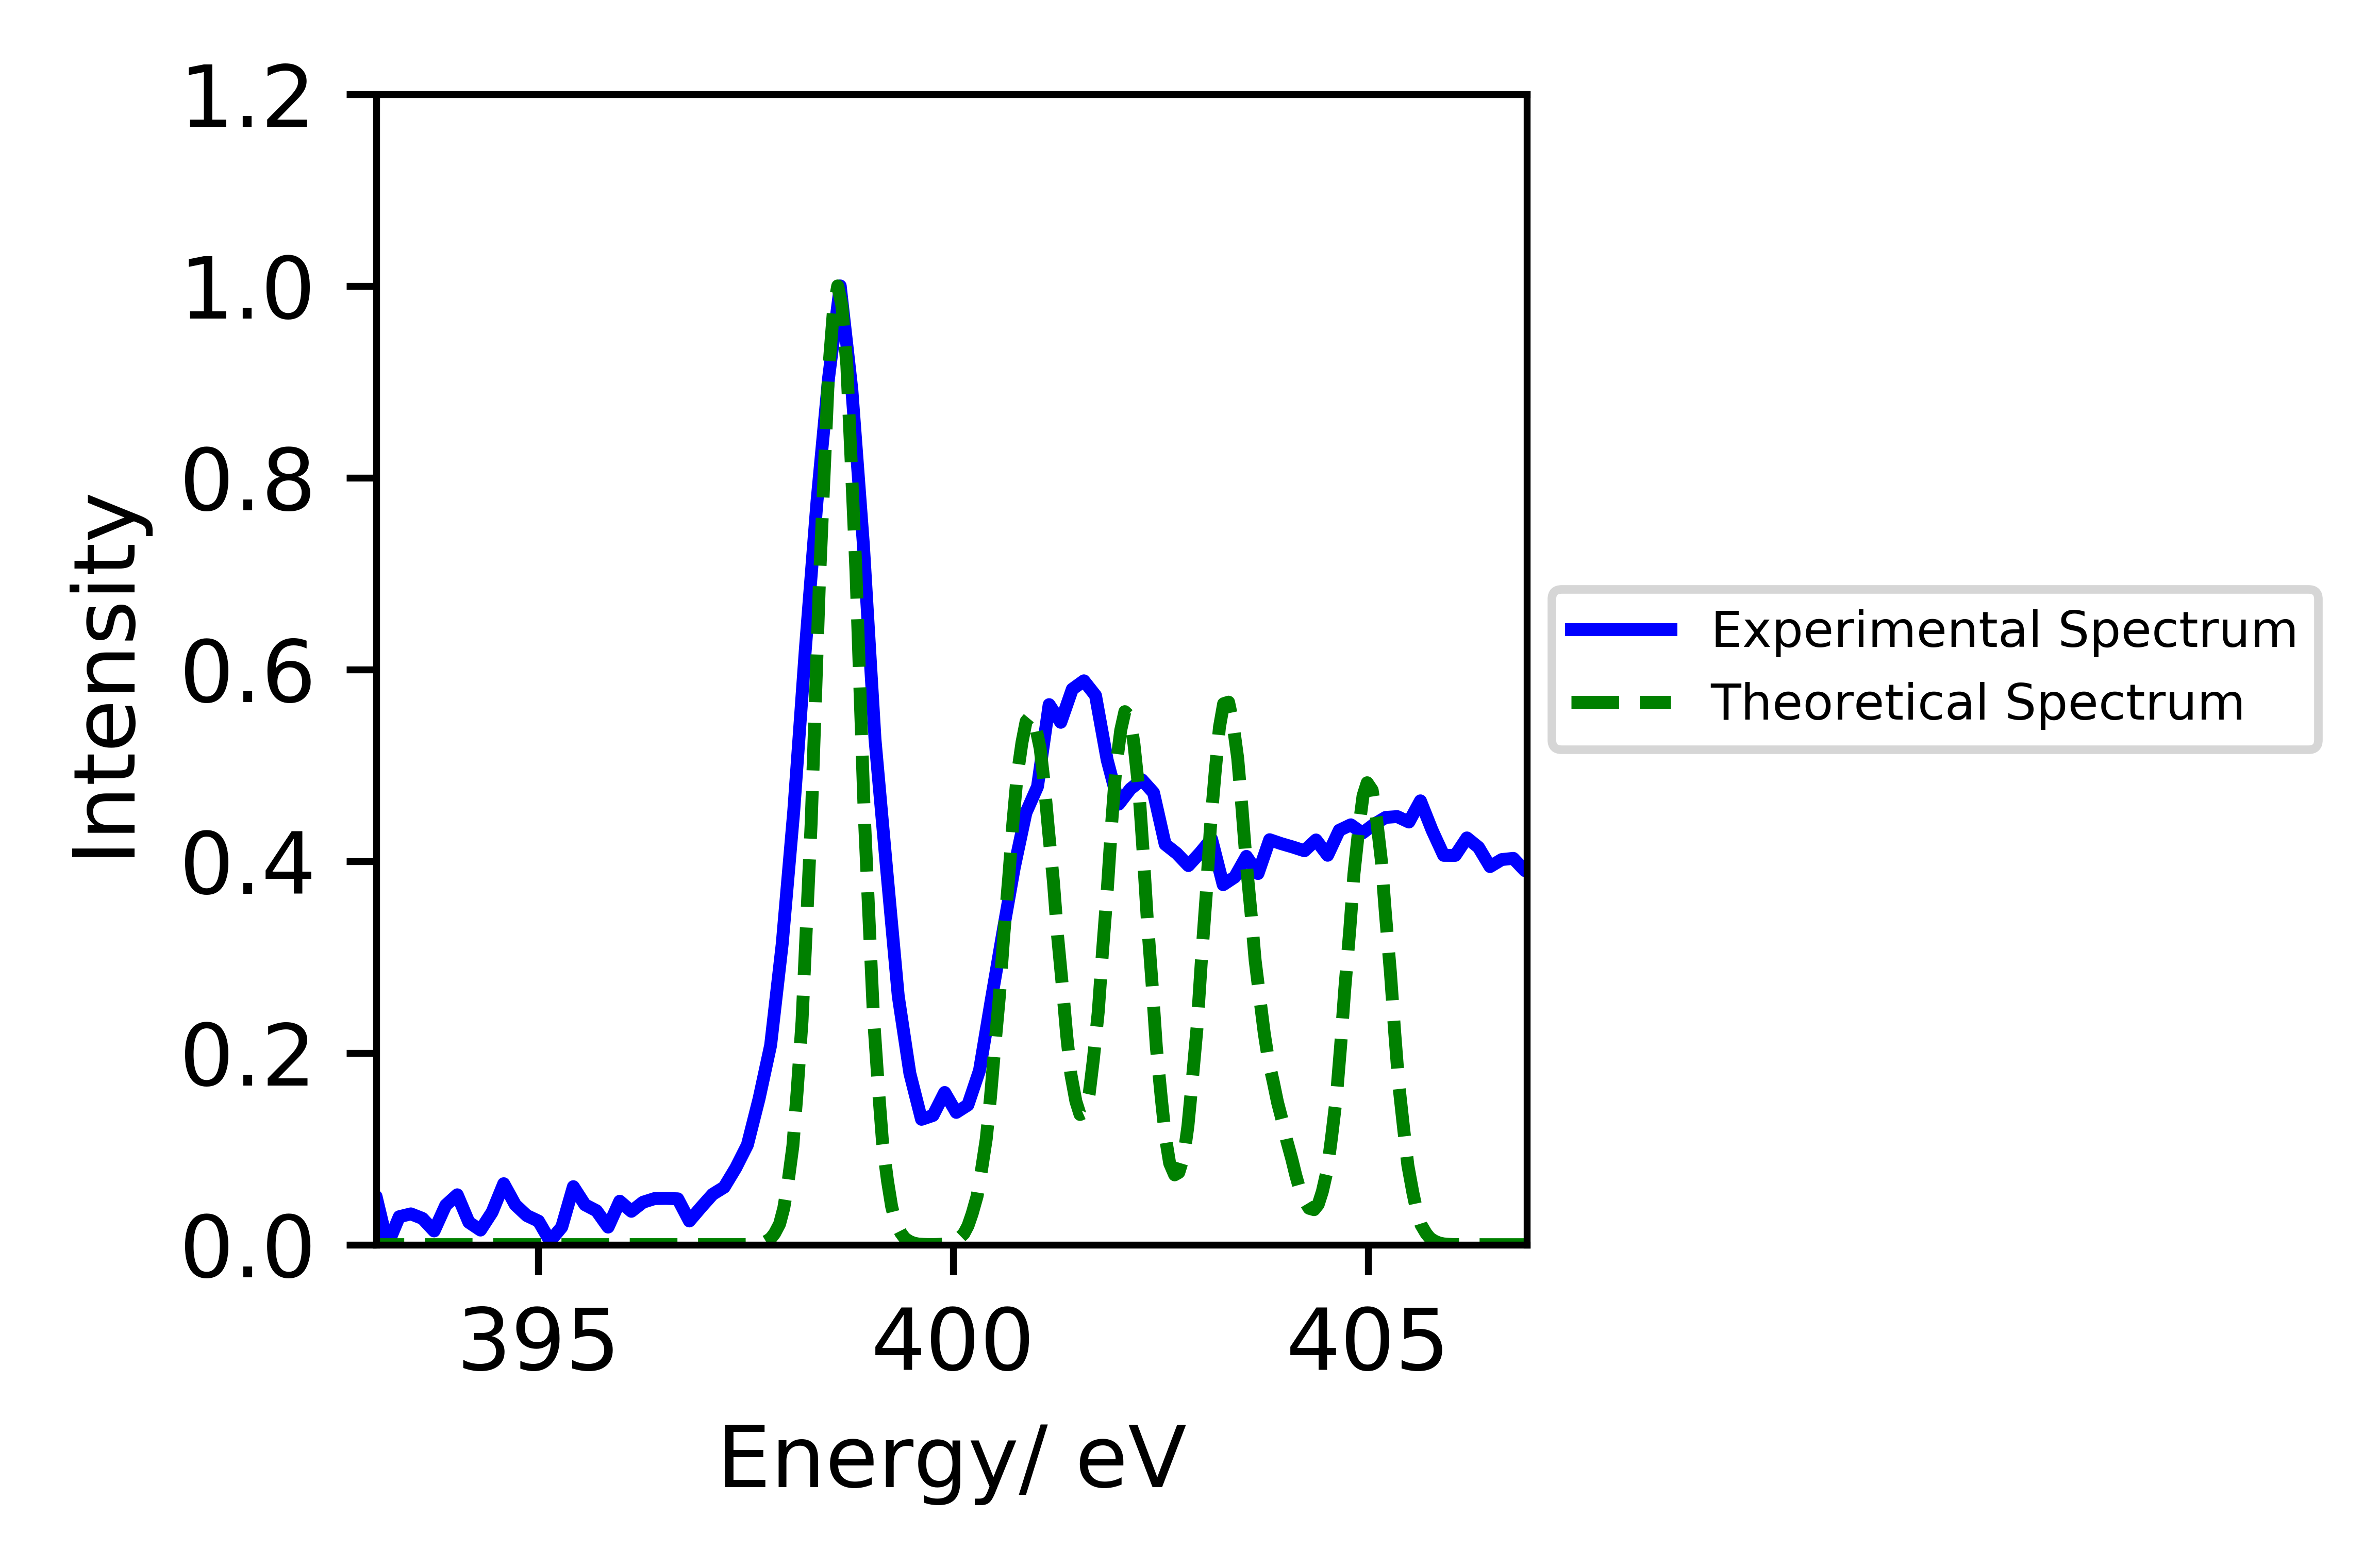 1.2
1.0
0.8
0.6
0.4
0.2
0.0
Intensity
395 400 405
Energy/ eV
Experimental Spectrum
Theoretical Spectrum